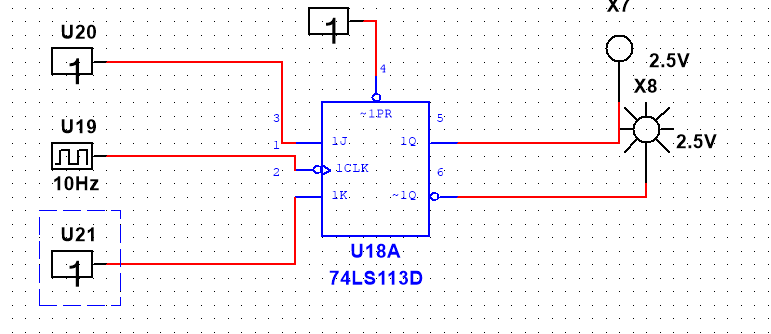 X7
1
U20
1
2.5V
X8
4
~1PR
3
5
U19
1J
1Q
1
2.5V
1CLK
2
6
10Hz
1K
~1Q
U21
1
U18A
74LS113D